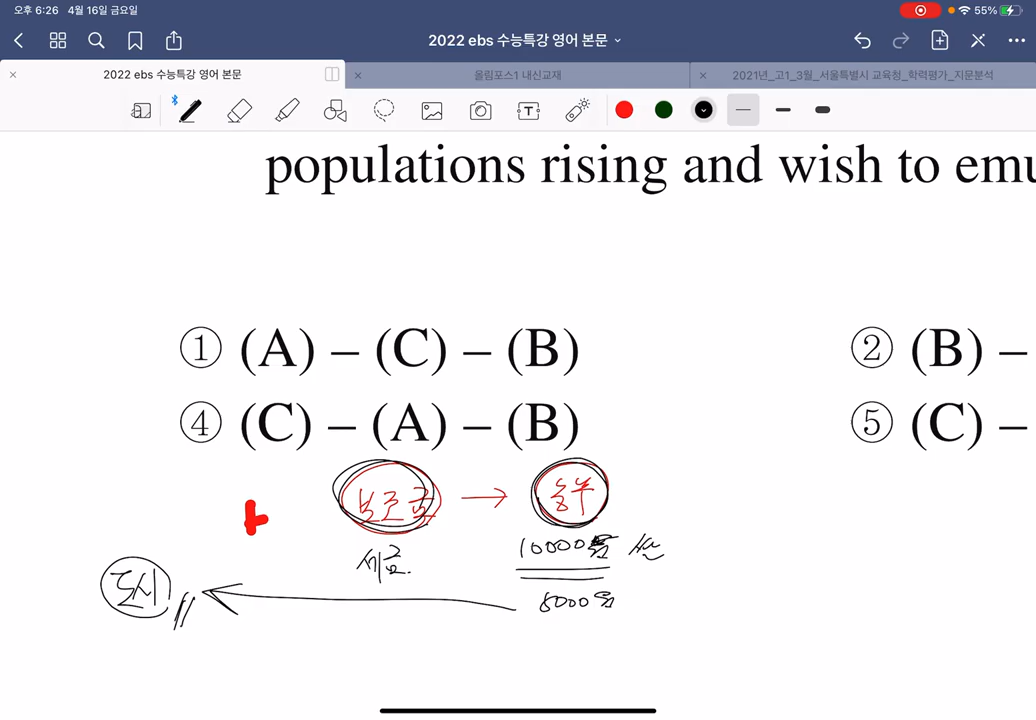 오후 6:26 4월 16일 금요일
55%
2022 ebs 수능특강 영어 본문
2022 ebs 수능특강 영어 본문
올림포스1 내신교재
2021년_고1_3월_서울특별시 교육청_학력평가_지문분석
T
populations rising and wish to emu
① (A) – (C) – (B)
② (B) –
④ (C) – (A) – (B)
⑤ (C) –
보조금 → 농부
세금.
10000원
도시
5000원